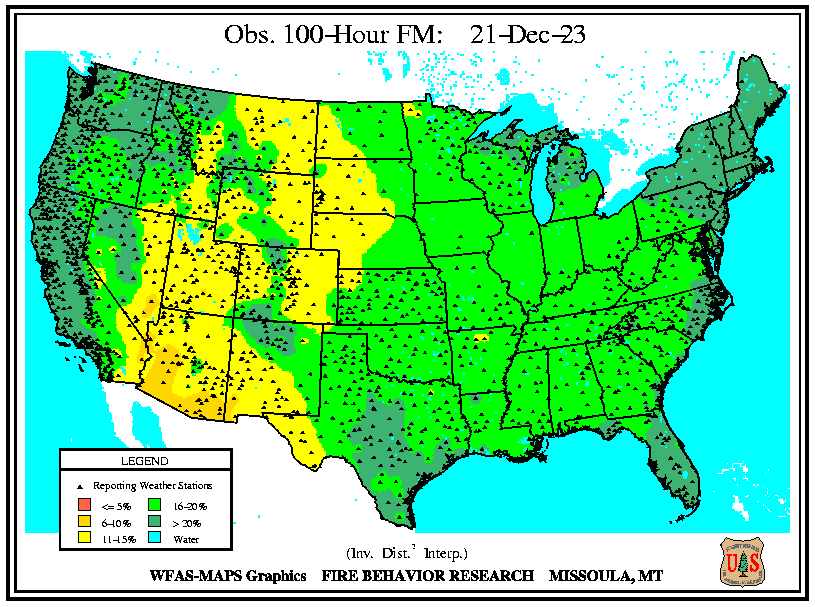 Obs. 100-Hour FM: 21-Dec-23
LEGEND
Reporting Weather Stations
<= 5% 16-20%
6-10% > 20%
11-15% Water
(Inv. Dist.² Interp.)
WFAS-MAPS Graphics FIRE BEHAVIOR RESEARCH MISSOULA, MT
U S